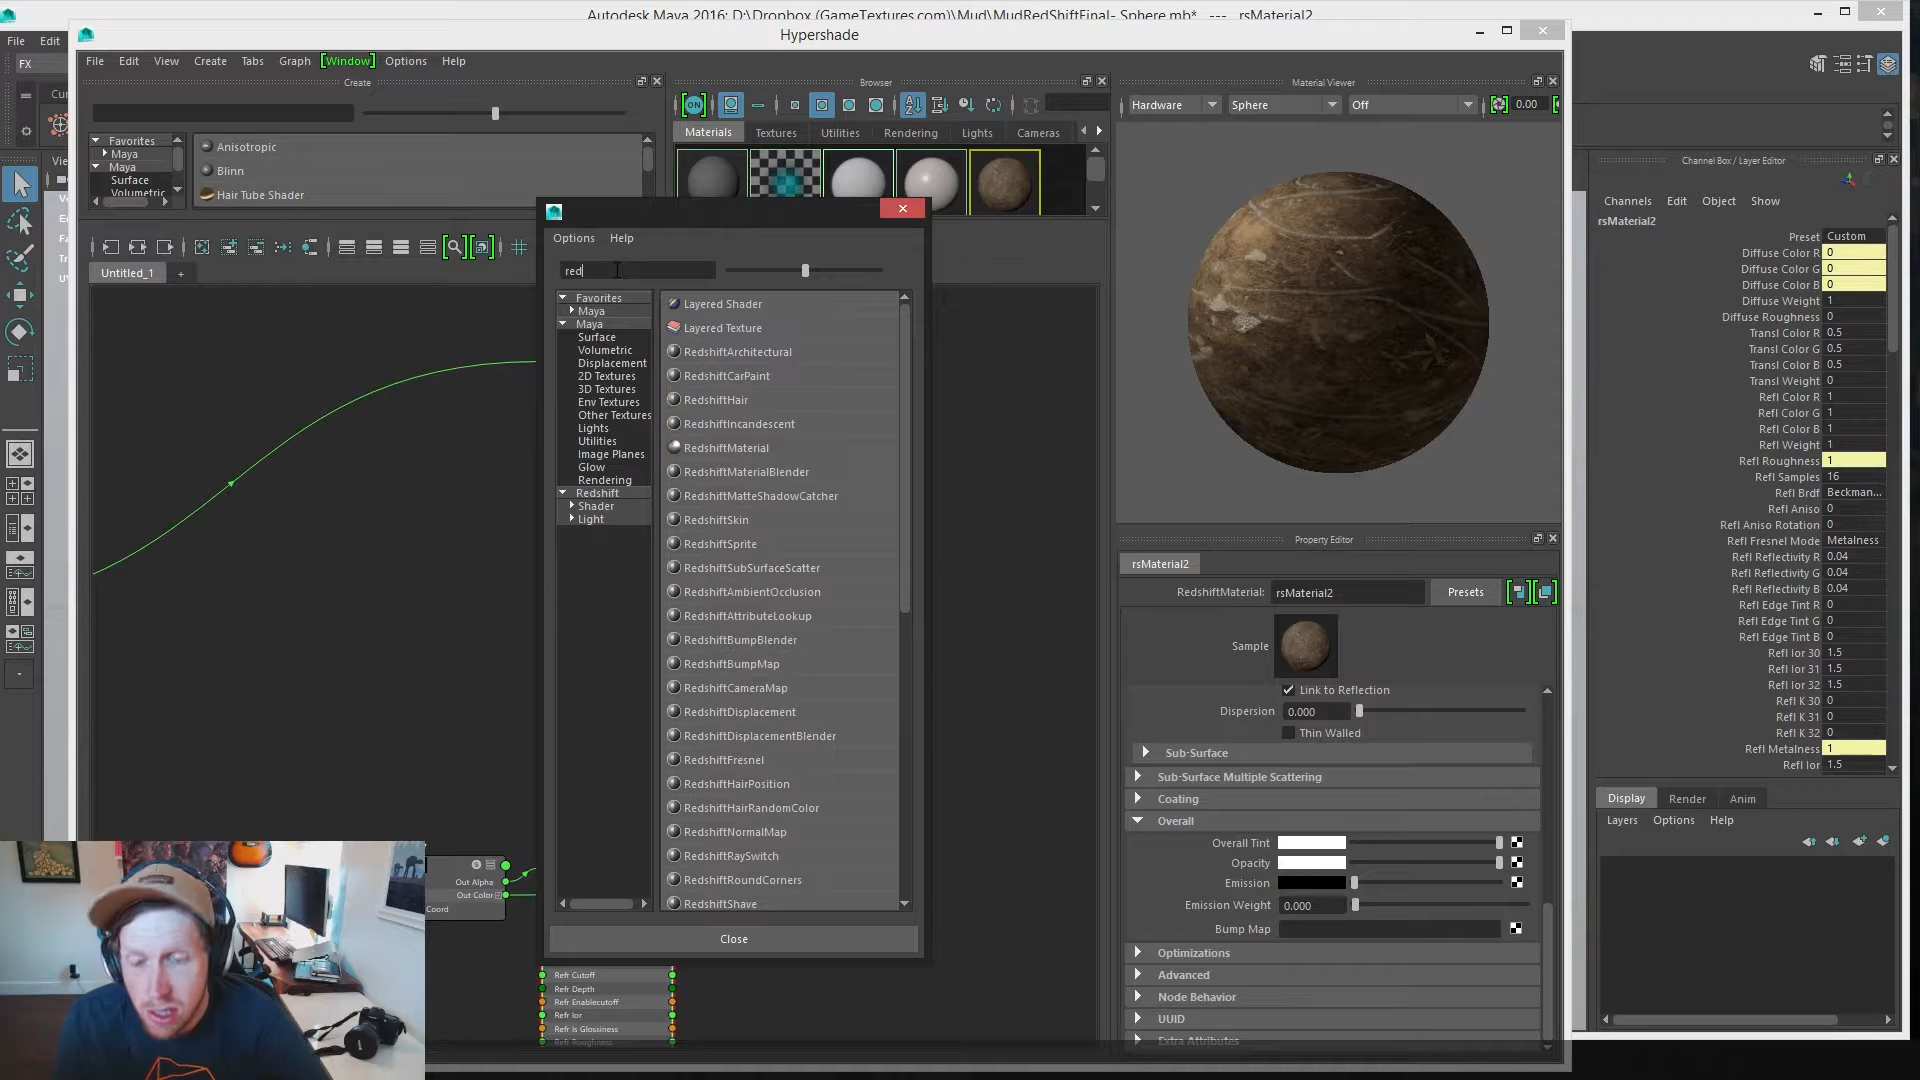 Autodesk Maya 2016: D:\Dropbox (GameTextures.com)\Mud\MudRedShiftFinal- Sphere.mb* --- rsMaterial2
Hypershade
File Edit
File Edit View Create Tabs Graph [Window] Options Help
FX
Create
Browser
Material Viewer
Hardware Sphere Off 0.00
ON
Materials Textures Utilities Rendering Lights Cameras
Favorites
Maya
Maya
Surface
Volumetric
Anisotropic
Blinn
Hair Tube Shader
Untitled_1 +
Options Help
red
Favorites
Maya
Maya
Surface
Volumetric
Displacement
2D Textures
3D Textures
Env Textures
Other Textures
Lights
Utilities
Image Planes
Glow
Rendering
Redshift
Shader
Light
Layered Shader
Layered Texture
RedshiftArchitectural
RedshiftCarPaint
RedshiftHair
RedshiftIncandescent
RedshiftMaterial
RedshiftMaterialBlender
RedshiftMatteShadowCatcher
RedshiftSkin
RedshiftSprite
RedshiftSubSurfaceScatter
RedshiftAmbientOcclusion
RedshiftAttributeLookup
RedshiftBumpBlender
RedshiftBumpMap
RedshiftCameraMap
RedshiftDisplacement
RedshiftDisplacementBlender
RedshiftFresnel
RedshiftHairPosition
RedshiftHairRandomColor
RedshiftNormalMap
RedshiftRaySwitch
RedshiftRoundCorners
RedshiftShave
Close
Out Alpha
Out Color
Coord
Refr Cutoff
Refr Depth
Refr Enablecutoff
Refr Ior
Refr Is Glossiness
Refr Roughness
Property Editor
rsMaterial2
RedshiftMaterial: rsMaterial2 Presets
Sample
Link to Reflection
Dispersion 0.000
Thin Walled
Sub-Surface
Sub-Surface Multiple Scattering
Coating
Overall
Overall Tint
Opacity
Emission
Emission Weight 0.000
Bump Map
Optimizations
Advanced
Node Behavior
UUID
Extra Attributes
Channel Box / Layer Editor
Channels Edit Object Show
rsMaterial2
Preset Custom
Diffuse Color R 0
Diffuse Color G 0
Diffuse Color B 0
Diffuse Weight 1
Diffuse Roughness 0
Transl Color R 0.5
Transl Color G 0.5
Transl Color B 0.5
Transl Weight 0
Refl Color R 1
Refl Color G 1
Refl Color B 1
Refl Weight 1
Refl Roughness 1
Refl Samples 16
Refl Brdf Beckman...
Refl Aniso 0
Refl Aniso Rotation 0
Refl Fresnel Mode Metalness
Refl Reflectivity R 0.04
Refl Reflectivity G 0.04
Refl Reflectivity B 0.04
Refl Edge Tint R 0
Refl Edge Tint G 0
Refl Edge Tint B 0
Refl Ior 30 1.5
Refl Ior 31 1.5
Refl Ior 32 1.5
Refl K 30 0
Refl K 31 0
Refl K 32 0
Refl Metalness 1
Refl Ior 1.5
Display Render Anim
Layers Options Help